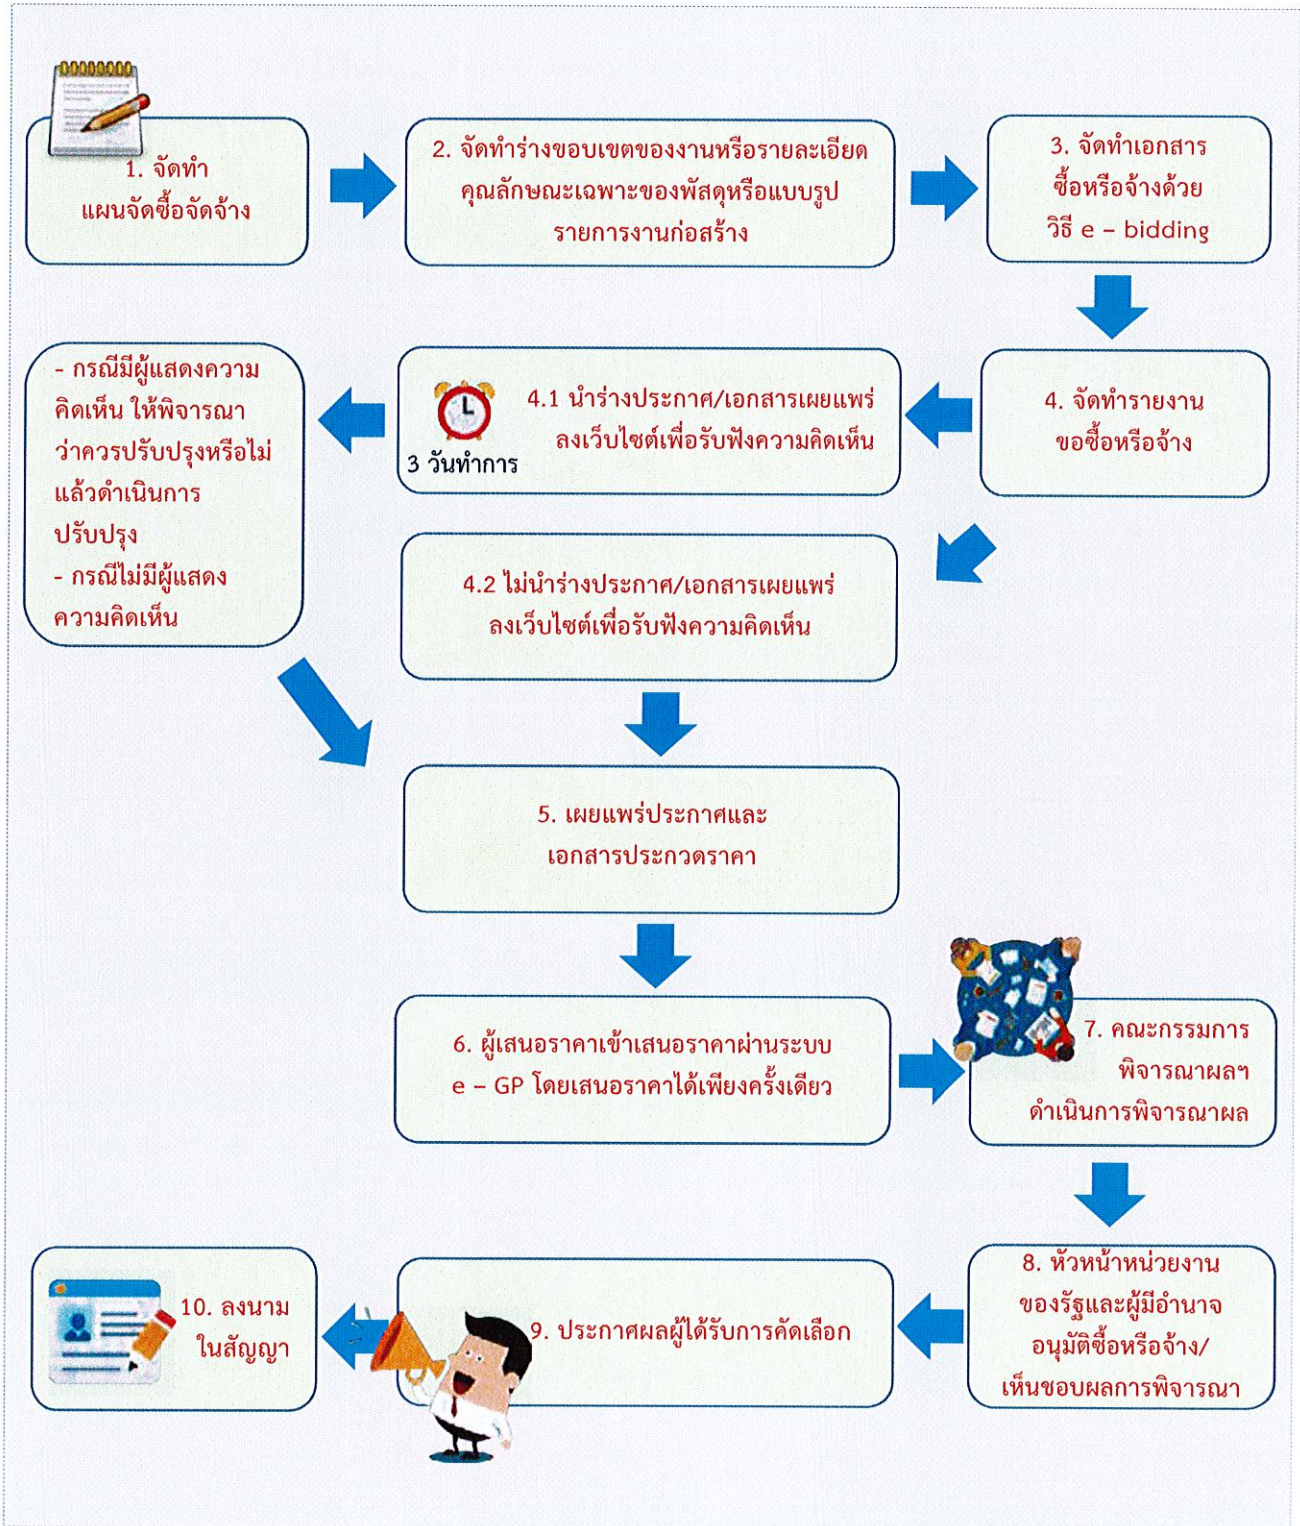 1. จัดทำ
แผนจัดซื้อจัดจ้าง
2. จัดทำร่างขอบเขตของงานหรือรายละเอียด
คุณลักษณะเฉพาะของพัสดุหรือแบบรูป
รายการงานก่อสร้าง
3. จัดทำเอกสาร
ซื้อหรือจ้างด้วย
วิธี e – bidding
4. จัดทำรายงาน
ขอซื้อหรือจ้าง
4.1 นำร่างประกาศ/เอกสารเผยแพร่
ลงเว็บไซต์เพื่อรับฟังความคิดเห็น
3 วันทำการ
- กรณีมีผู้แสดงความ
คิดเห็น ให้พิจารณา
ว่าควรปรับปรุงหรือไม่
แล้วดำเนินการ
ปรับปรุง
- กรณีไม่มีผู้แสดง
ความคิดเห็น
4.2 ไม่นำร่างประกาศ/เอกสารเผยแพร่
ลงเว็บไซต์เพื่อรับฟังความคิดเห็น
5. เผยแพร่ประกาศและ
เอกสารประกวดราคา
6. ผู้เสนอราคาเข้าเสนอราคาผ่านระบบ
e – GP โดยเสนอราคาได้เพียงครั้งเดียว
7. คณะกรรมการ
พิจารณาผลฯ
ดำเนินการพิจารณาผล
8. หัวหน้าหน่วยงาน
ของรัฐและผู้มีอำนาจ
อนุมัติซื้อหรือจ้าง/
เห็นชอบผลการพิจารณา
9. ประกาศผลผู้ได้รับการคัดเลือก
10. ลงนาม
ในสัญญา